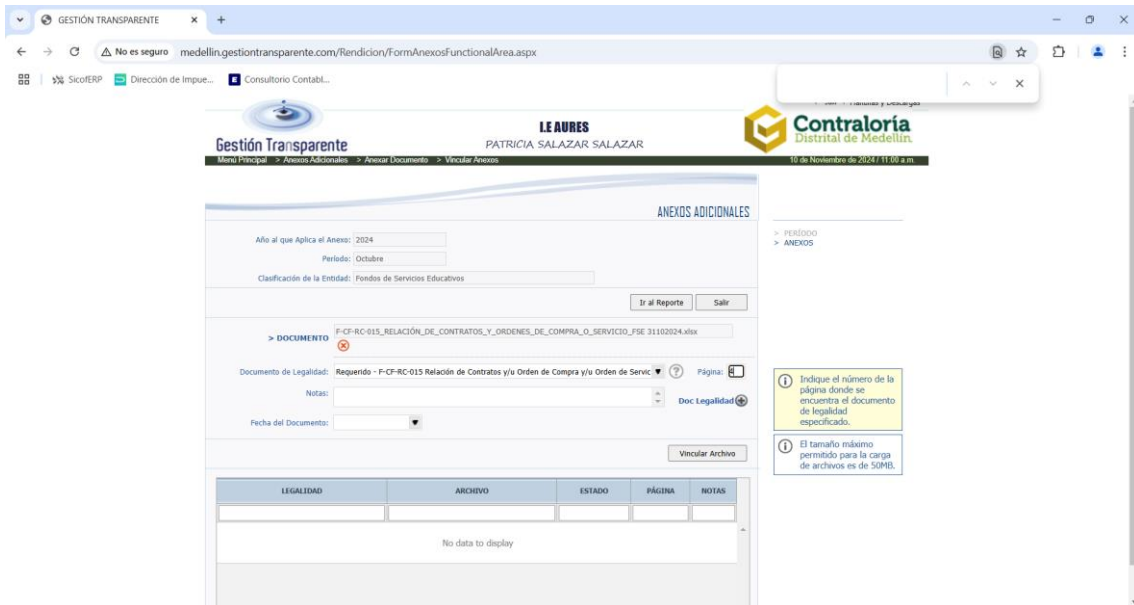 GESTIÓN TRANSPARENTE
No es seguro medellin.gestiontransparente.com/Rendicion/FormAnexosFunctionalArea.aspx
SicofERP Dirección de Impue... Consultorio Contabl...
Gestión Transparente
I.E AURES
PATRICIA SALAZAR SALAZAR
Plantillas y Descargas
Contraloría
Distrital de Medellín
Menú Principal > Anexos Adicionales > Anexar Documento > Vincular Anexos
10 de Noviembre de 2024 / 11:00 a.m.
ANEXOS ADICIONALES
> PERÍODO
> ANEXOS
Año al que Aplica el Anexo: 2024
Período: Octubre
Clasificación de la Entidad: Fondos de Servicios Educativos
Ir al Reporte Salir
> DOCUMENTO F-CF-RC-015_RELACIÓN_DE_CONTRATOS_Y_ORDENES_DE_COMPRA_O_SERVICIO_FSE 31102024.xlsx
Documento de Legalidad: Requerido - F-CF-RC-015 Relación de Contratos y/u Orden de Compra y/u Orden de Servic ? Página:
Notas:
Doc Legalidad
Fecha del Documento:
Vincular Archivo
Indique el número de la
página donde se
encuentra el documento
de legalidad
especificado.
El tamaño máximo
permitido para la carga
de archivos es de 50MB.
LEGALIDAD ARCHIVO ESTADO PÁGINA NOTAS
No data to display